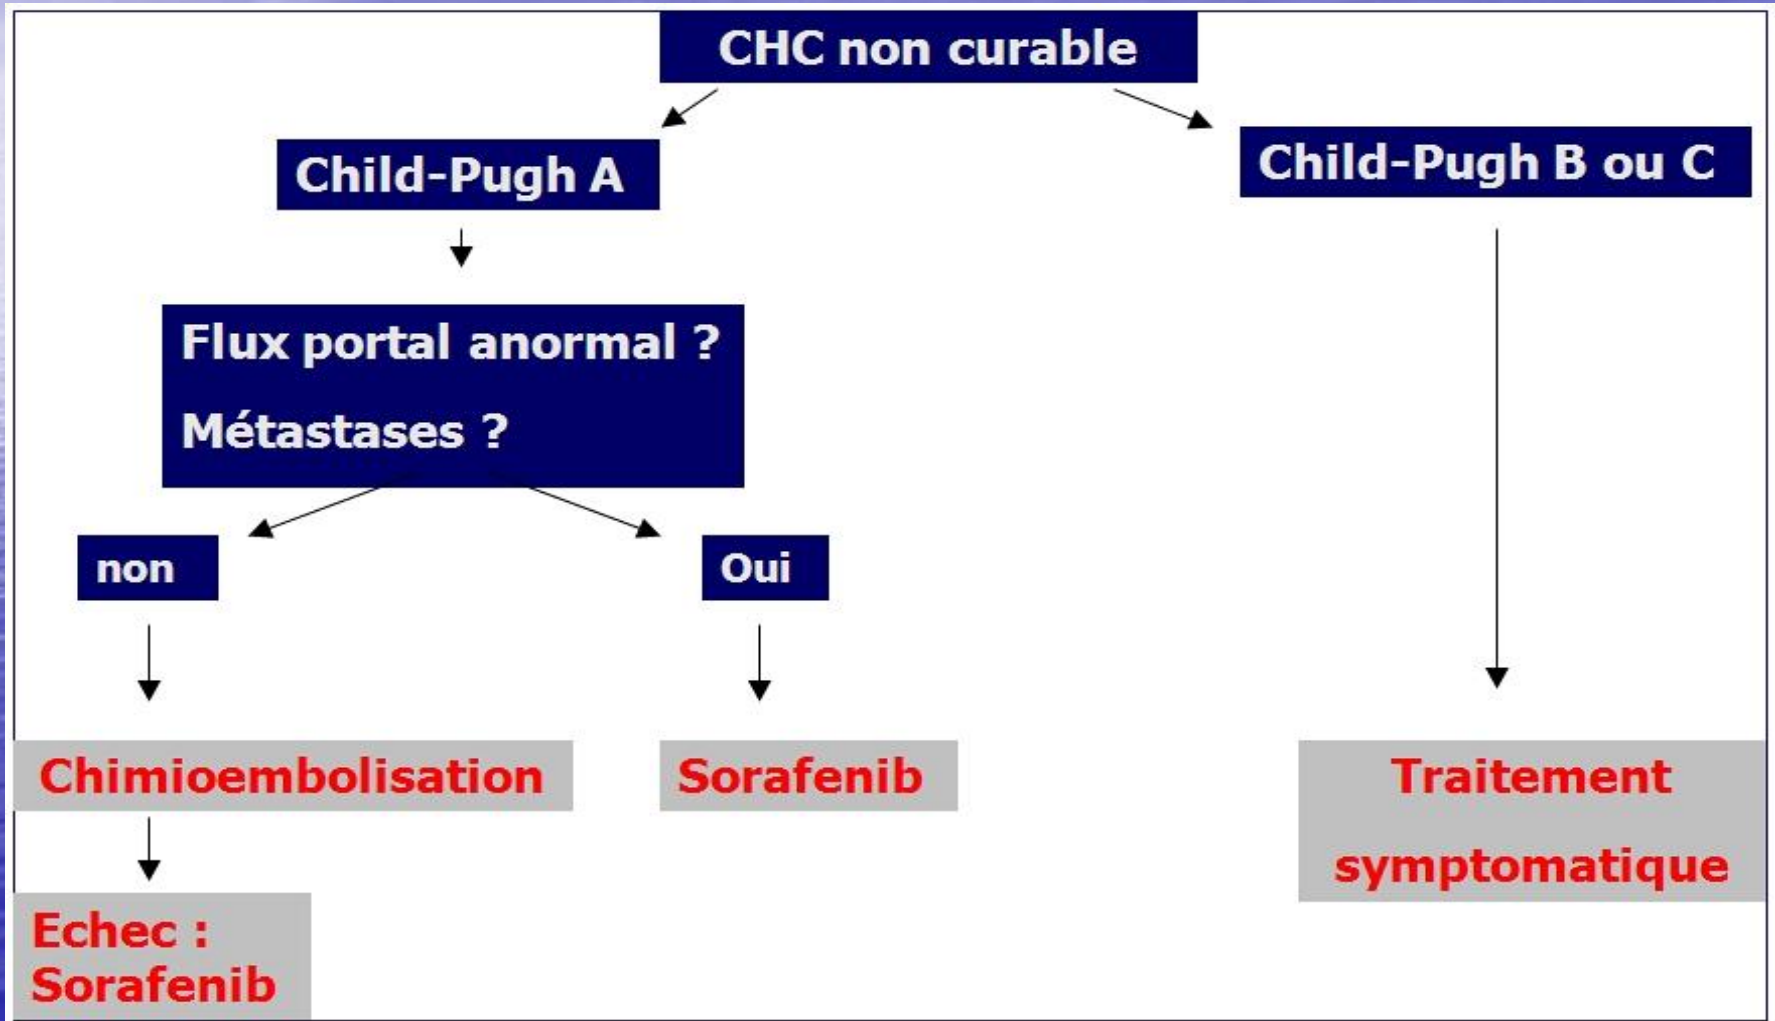 CHC non curable
Child-Pugh A
Child-Pugh B ou C
Flux portal anormal ?
Métastases ?
non
Oui
Chimioembolisation
Sorafenib
Traitement
symptomatique
Echec :
Sorafenib